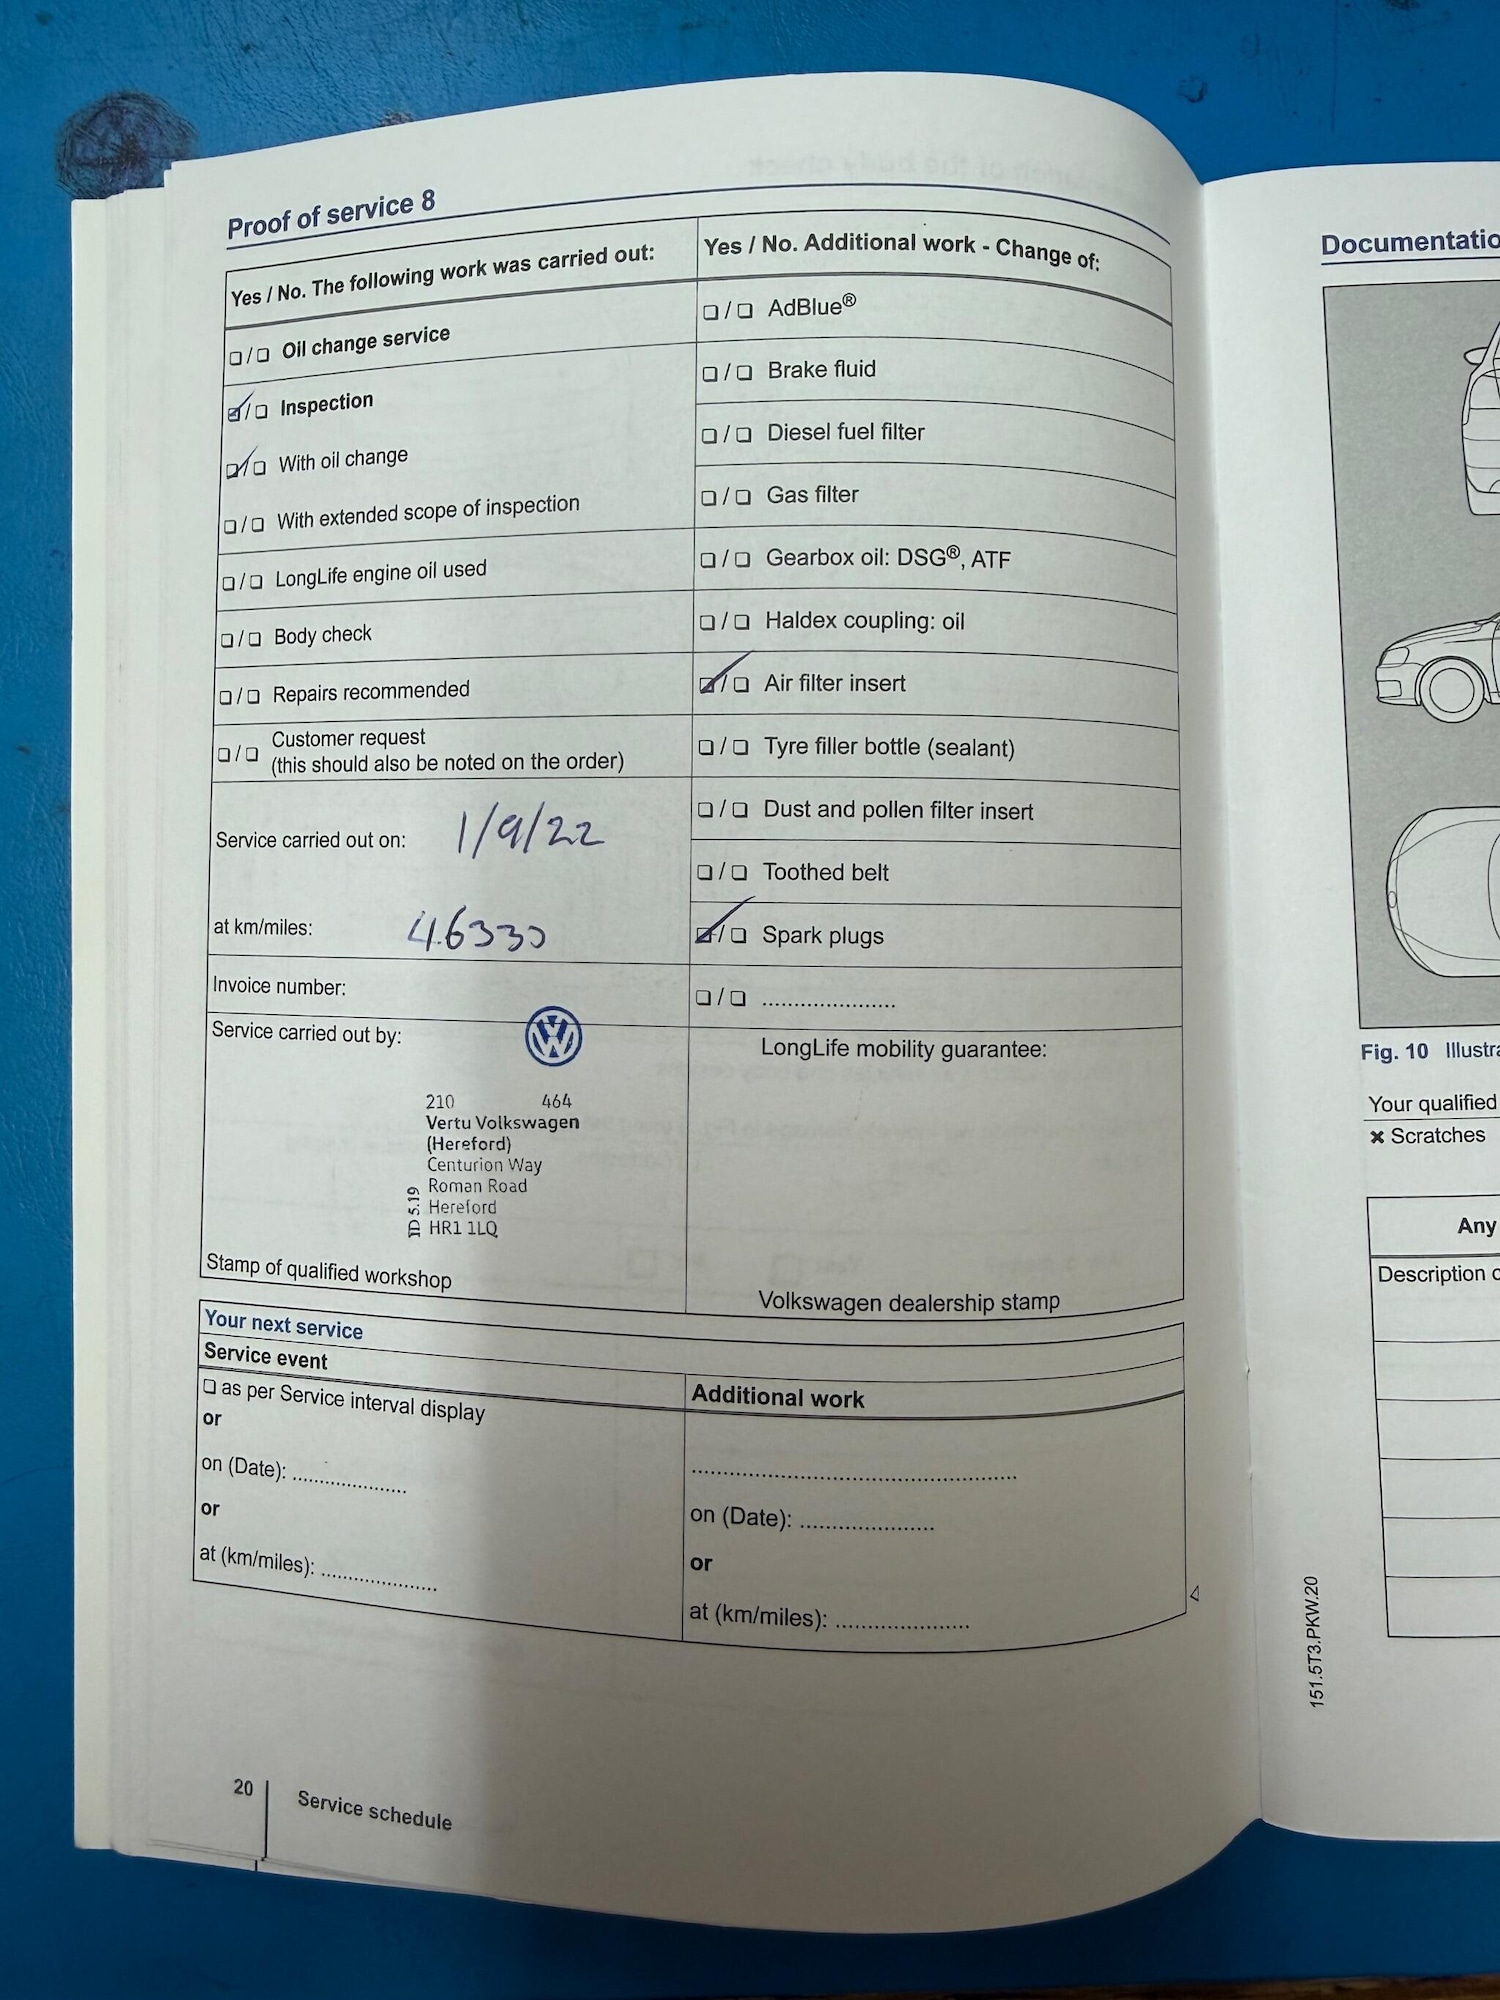 Proof of service 8
Yes / No. The following work was carried out:
❏ / ❏ Oil change service
☑ / ❏ Inspection
☑ / ❏ With oil change
❏ / ❏ With extended scope of inspection
❏ / ❏ LongLife engine oil used
❏ / ❏ Body check
❏ / ❏ Repairs recommended
❏ / ❏ Customer request
(this should also be noted on the order)
Service carried out on: 1/9/22
at km/miles: 46330
Invoice number:
Service carried out by:
VW
210 464
Vertu Volkswagen
(Hereford)
Centurion Way
Roman Road
Hereford
HR1 1LQ
TD 5.19
Stamp of qualified workshop
Yes / No. Additional work - Change of:
❏ / ❏ AdBlue®
❏ / ❏ Brake fluid
❏ / ❏ Diesel fuel filter
❏ / ❏ Gas filter
❏ / ❏ Gearbox oil: DSG®, ATF
❏ / ❏ Haldex coupling: oil
☑ / ❏ Air filter insert
❏ / ❏ Tyre filler bottle (sealant)
❏ / ❏ Dust and pollen filter insert
❏ / ❏ Toothed belt
☑ / ❏ Spark plugs
❏ / ❏ ......................
LongLife mobility guarantee:
Volkswagen dealership stamp
Your next service
Service event
❏ as per Service interval display
or
on (Date): ....................
or
at (km/miles): ....................
Additional work
......................................................
on (Date): ......................
or
at (km/miles): ......................
20
Service schedule
Documentatio
Fig. 10 Illustra
Your qualified
✖ Scratches
Any
Description
151.5T3.PKW.20